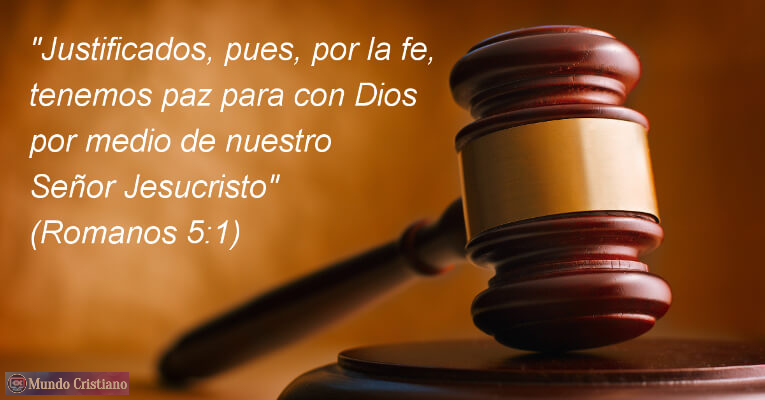 "Justificados, pues, por la fe,
tenemos paz para con Dios
por medio de nuestro
Señor Jesucristo"
(Romanos 5:1)
Mundo Cristiano